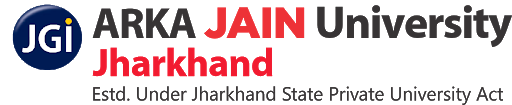 JGi
ARKA JAIN University
Jharkhand
Estd. Under Jharkhand State Private University Act